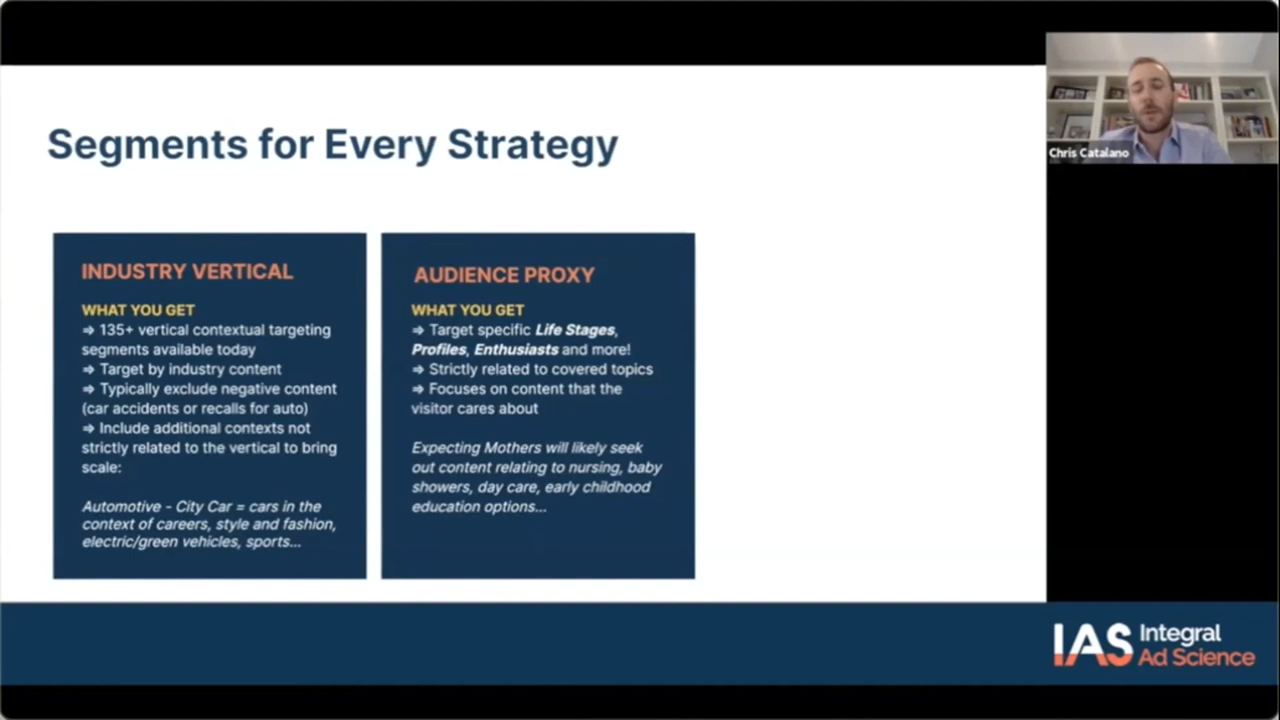 Segments for Every Strategy
INDUSTRY VERTICAL
WHAT YOU GET
⇒ 135+ vertical contextual targeting
segments available today
⇒ Target by industry content
⇒ Typically exclude negative content
(car accidents or recalls for auto)
⇒ Include additional contexts not
strictly related to the vertical to bring
scale:
Automotive - City Car = cars in the
context of careers, style and fashion,
electric/green vehicles, sports...
AUDIENCE PROXY
WHAT YOU GET
⇒ Target specific Life Stages,
Profiles, Enthusiasts and more!
⇒ Strictly related to covered topics
⇒ Focuses on content that the
visitor cares about
Expecting Mothers will likely seek
out content relating to nursing, baby
showers, day care, early childhood
education options...
Chris Catalano
IAS Integral
Ad Science